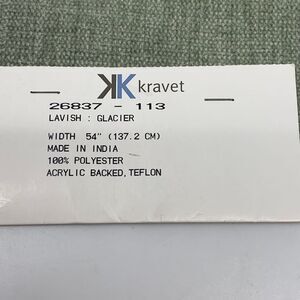 kravet
26837 - 113
LAVISH : GLACIER
WIDTH 54" (137.2 CM)
MADE IN INDIA
100% POLYESTER
ACRYLIC BACKED, TEFLON